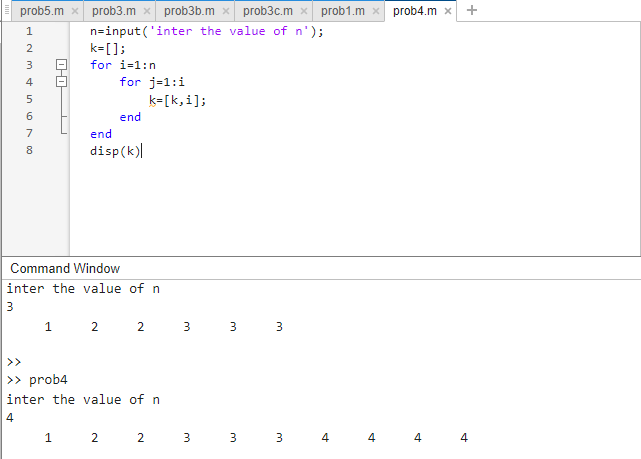 prob5.m × prob3.m × prob3b.m × prob3c.m × prob1.m × prob4.m × +
1 n=input('inter the value of n');
2 k=[];
3 for i=1:n
4 for j=1:i
5 k=[k,i];
6 end
7 end
8 disp(k)
Command Window
inter the value of n
3
1 2 2 3 3 3
>>
>> prob4
inter the value of n
4
1 2 2 3 3 3 4 4 4 4